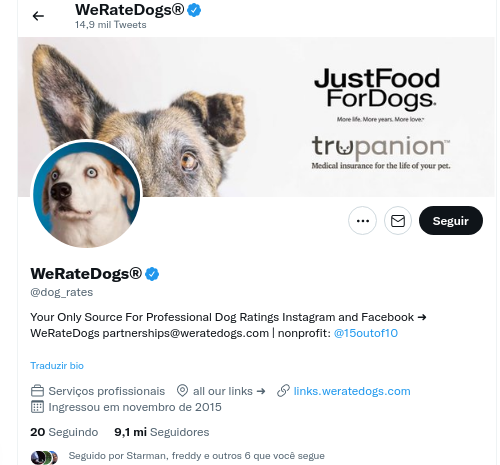 WeRateDogs®
14,9 mil Tweets
JustFood
ForDogs.
More life. More years. More love.
trupanion™
Medical insurance for the life of your pet.
Seguir
WeRateDogs®
@dog_rates
Your Only Source For Professional Dog Ratings Instagram and Facebook ➔
WeRateDogs partnerships@weratedogs.com | nonprofit: @15outof10
Traduzir bio
Serviços profissionais all our links ➔ links.weratedogs.com
Ingressou em novembro de 2015
20 Seguindo 9,1 mi Seguidores
Seguido por Starman, freddy e outros 6 que você segue